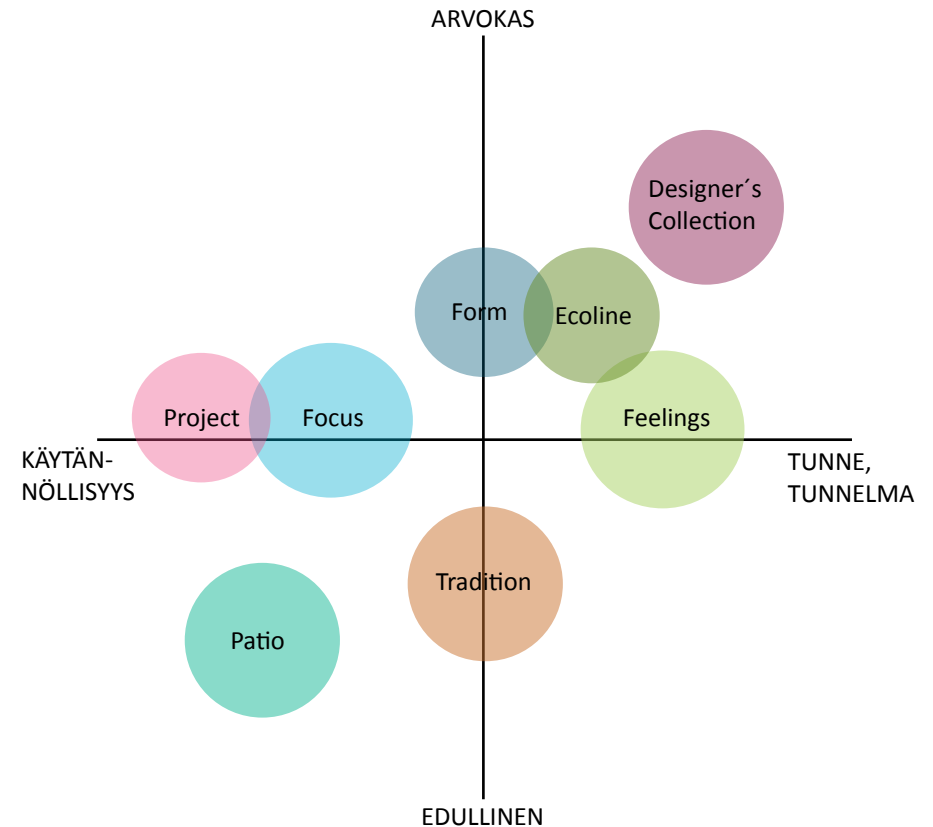 ARVOKAS
Designer´s
Collection
Form
Ecoline
Project
Focus
Feelings
KÄYTÄN-
NÖLLISYYS
TUNNE,
TUNNELMA
Tradition
Patio
EDULLINEN